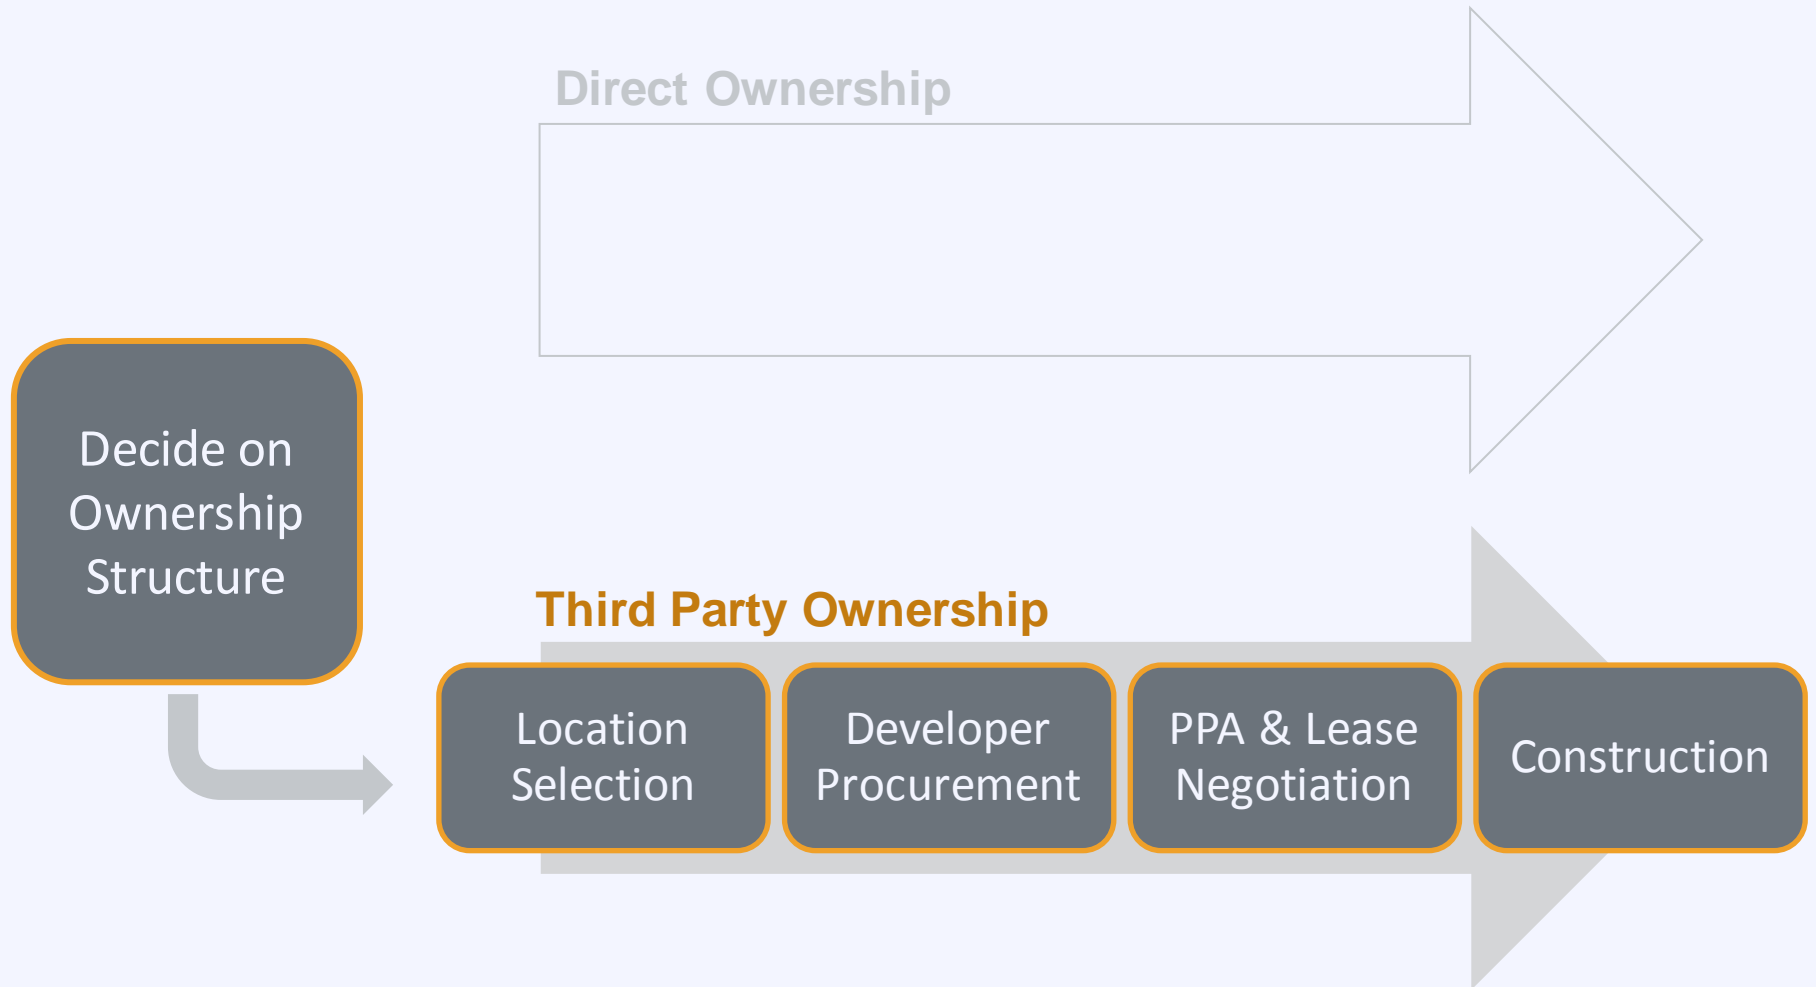 Direct Ownership
Decide on
Ownership
Structure
Third Party Ownership
Location
Selection
Developer
Procurement
PPA & Lease
Negotiation
Construction